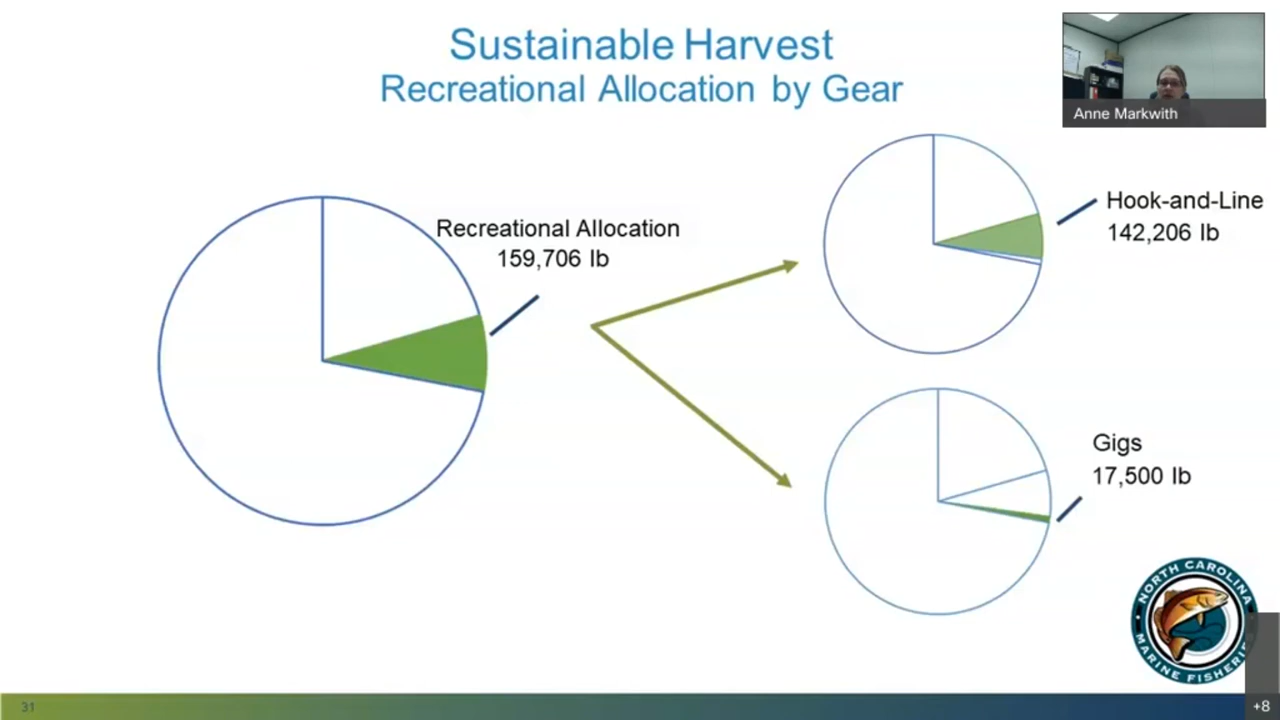 Sustainable Harvest
Recreational Allocation by Gear
Anne Markwith
Recreational Allocation
159,706 lb
Hook-and-Line
142,206 lb
Gigs
17,500 lb
NORTH CAROLINA
MARINE FISHERIES
31
+8